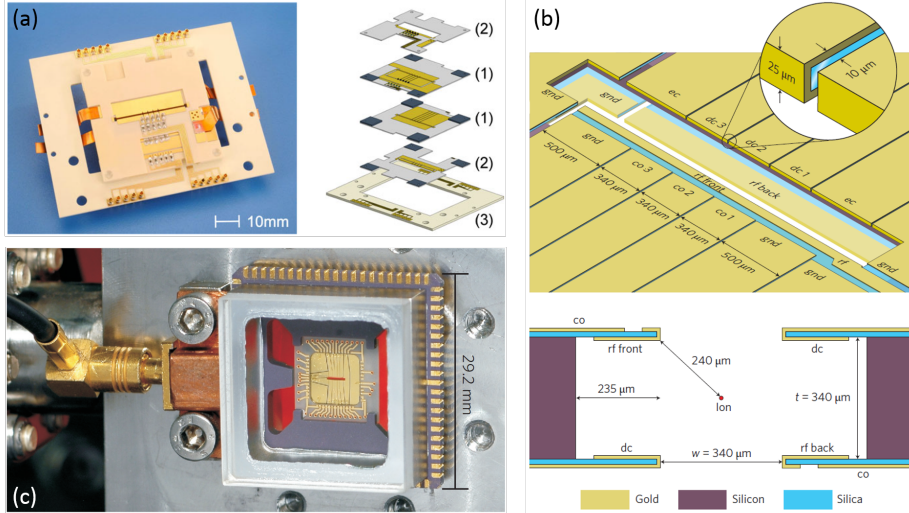 (a)
10mm
(2)
(1)
(1)
(2)
(3)
(c)
29,2 mm
(b)
25 μm
10 μm
gnd
gnd
ec
dc 3
dc 2
dc 1
ec
rf front
rf back
500 μm
340 μm
340 μm
340 μm
500 μm
gnd
co 3
co 2
co 1
gnd
gnd
rf
gnd
co
rf front
dc
240 μm
235 μm
Ion
t = 340 μm
dc
rf back
w = 340 μm
co
Gold
Silicon
Silica